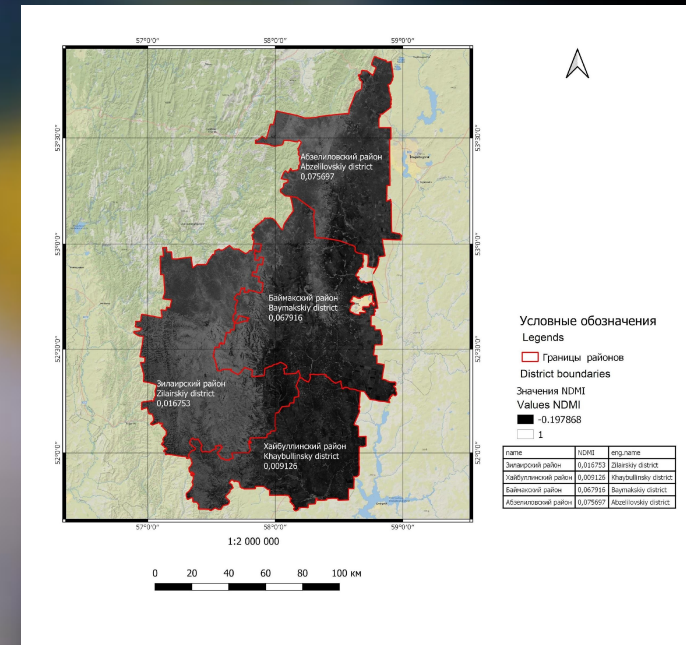 57°0'0"
58°0'0"
59°0'0"
53°30'0"
53°30'0"
Абзелиловский район
Abzelilovskiy district
0,075697
53°0'0"
53°0'0"
Баймакский район
Baymakskiy district
0,067916
52°30'0"
52°30'0"
Зилаирский район
Zilairskiy district
0,016753
Хайбуллинский район
Khaybullinsky district
0,009126
52°0'0"
52°0'0"
57°0'0"
58°0'0"
59°0'0"
1:2 000 000
0 20 40 60 80 100 км
Условные обозначения
Legends
Границы районов
District boundaries
Значения NDMI
Values NDMI
-0.197868
1
name NDMI eng.name
Зилаирский район 0,016753 Zilairskiy district
Хайбуллинский район 0,009126 Khaybullinsky district
Баймакский район 0,067916 Baymakskiy district
Абзелиловский район 0,075697 Abzelilovskiy district